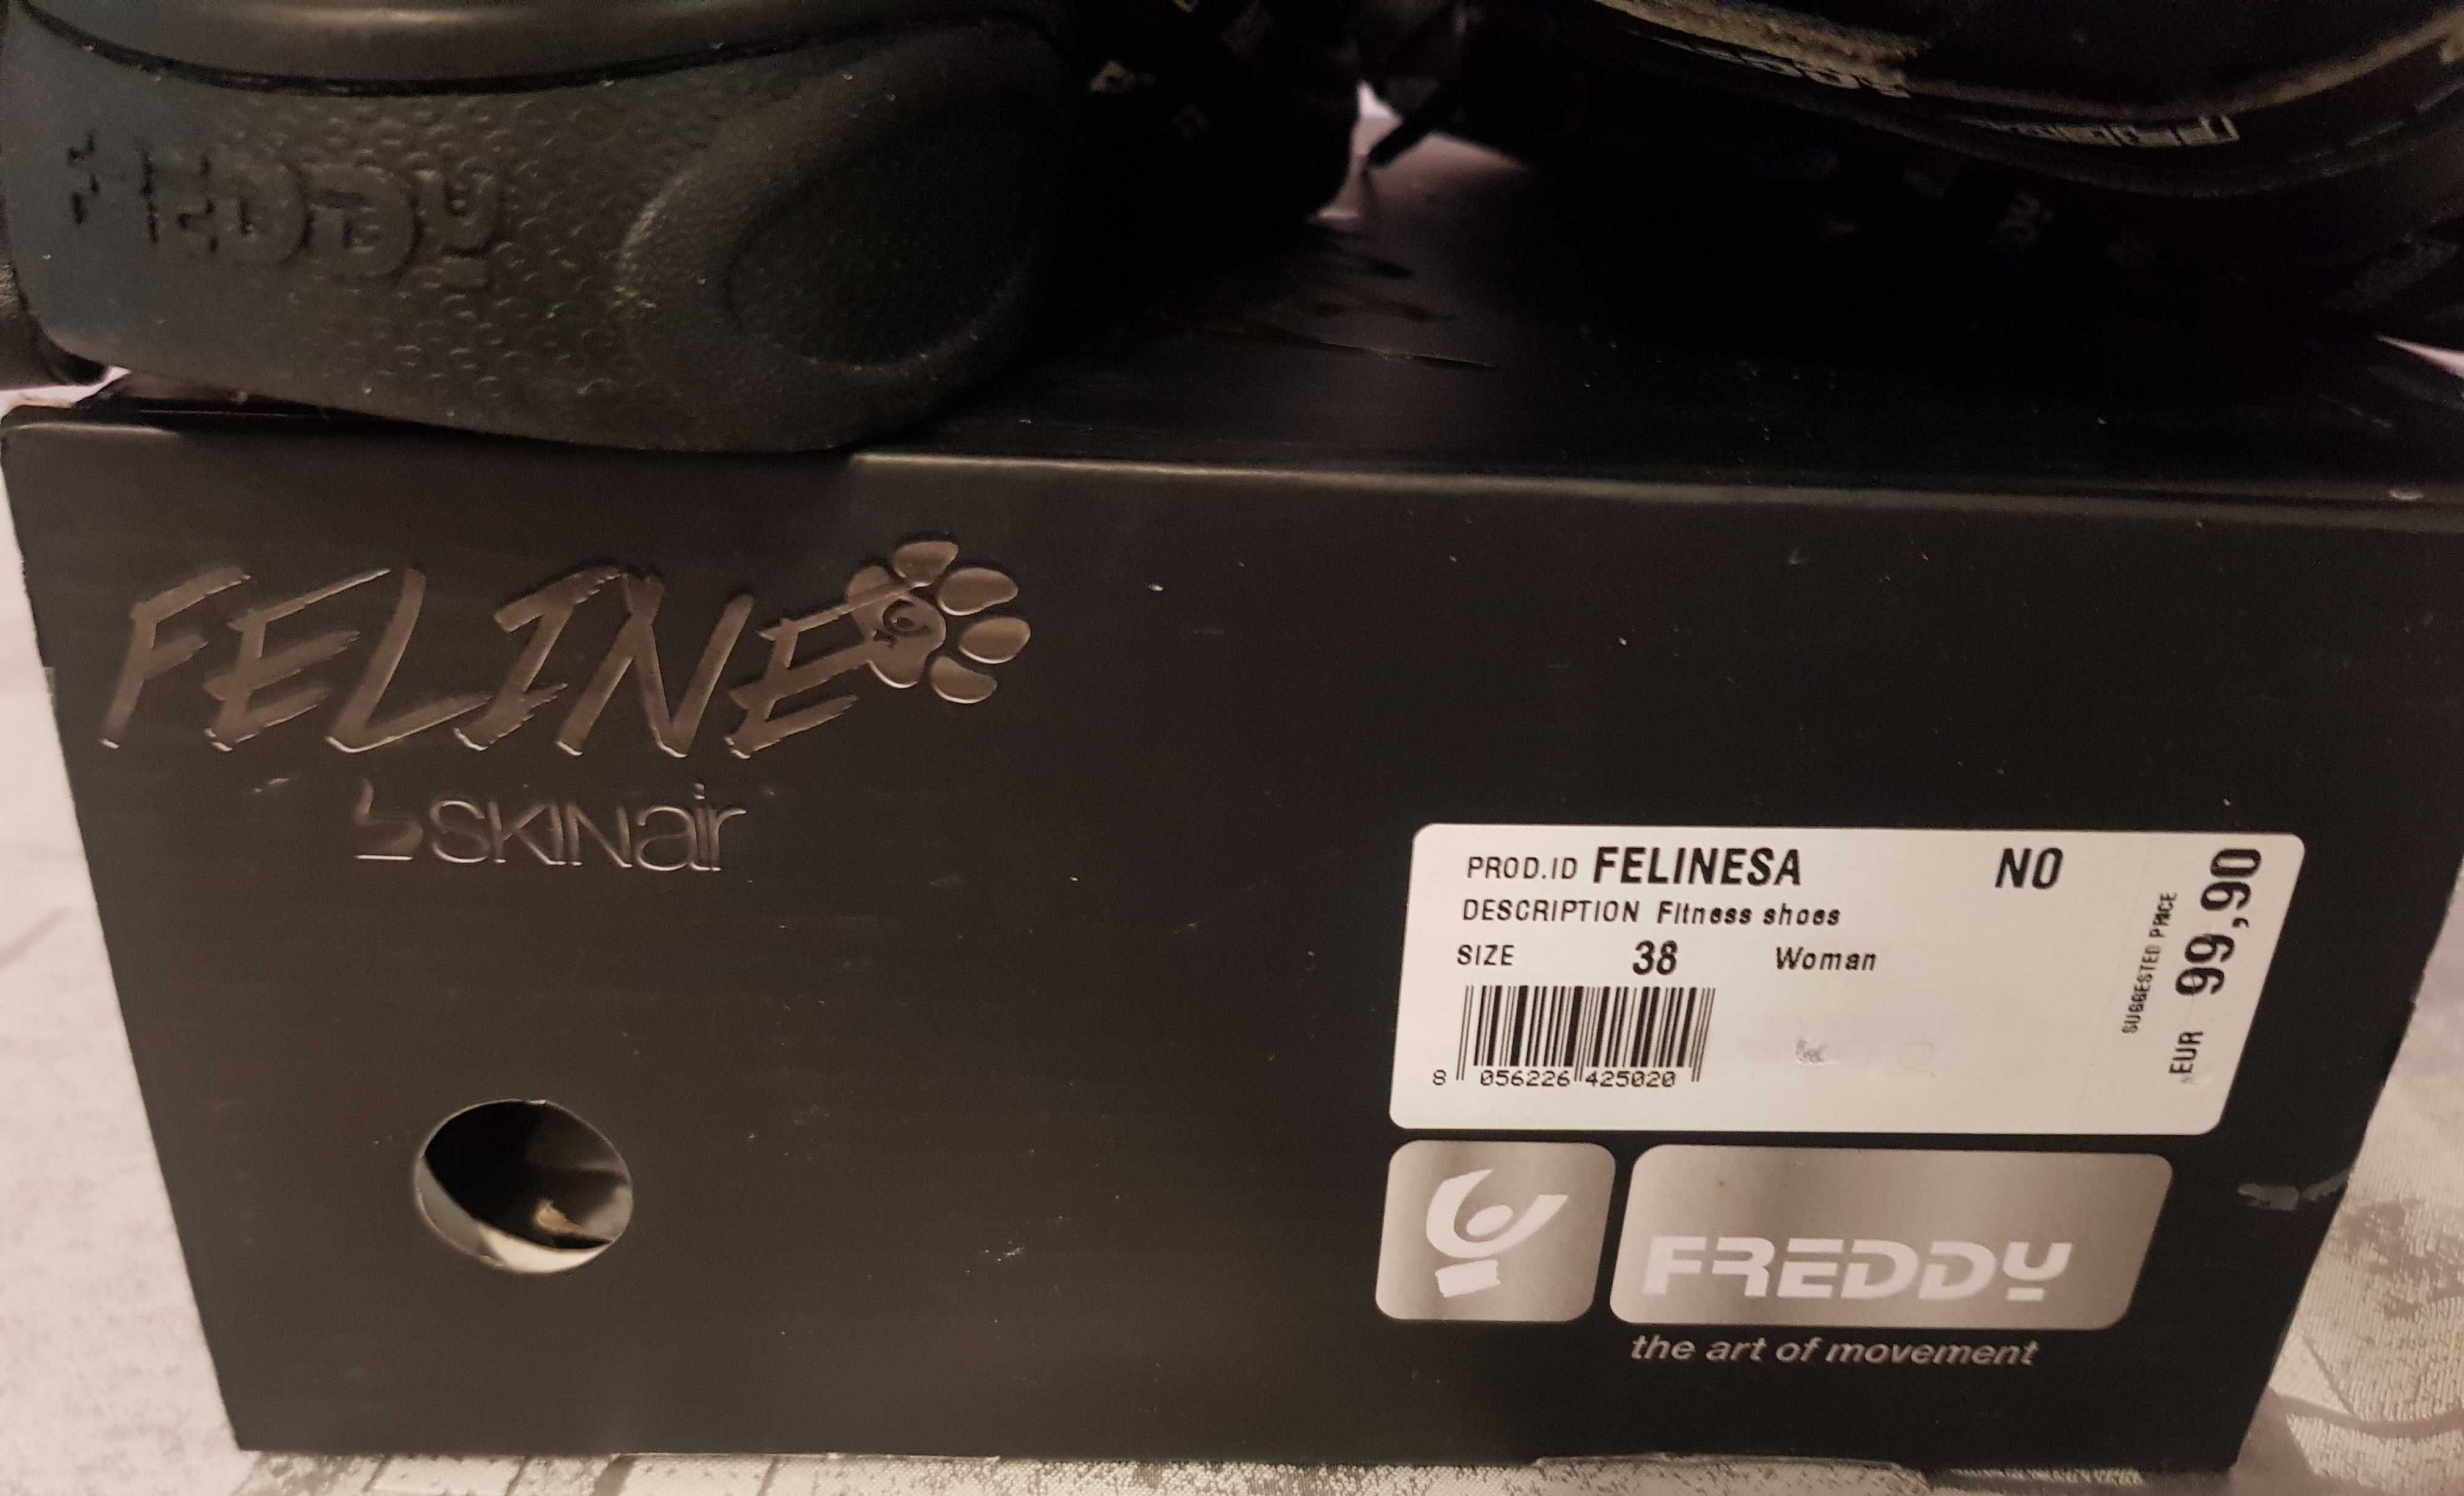 FREDDY
FELINE
SKINair
PROD.ID FELINESA NO
DESCRIPTION Fitness shoes
SIZE 38 Woman
8 056226 425020
SUGGESTED PRICE
EUR 99,90
FREDDY
the art of movement